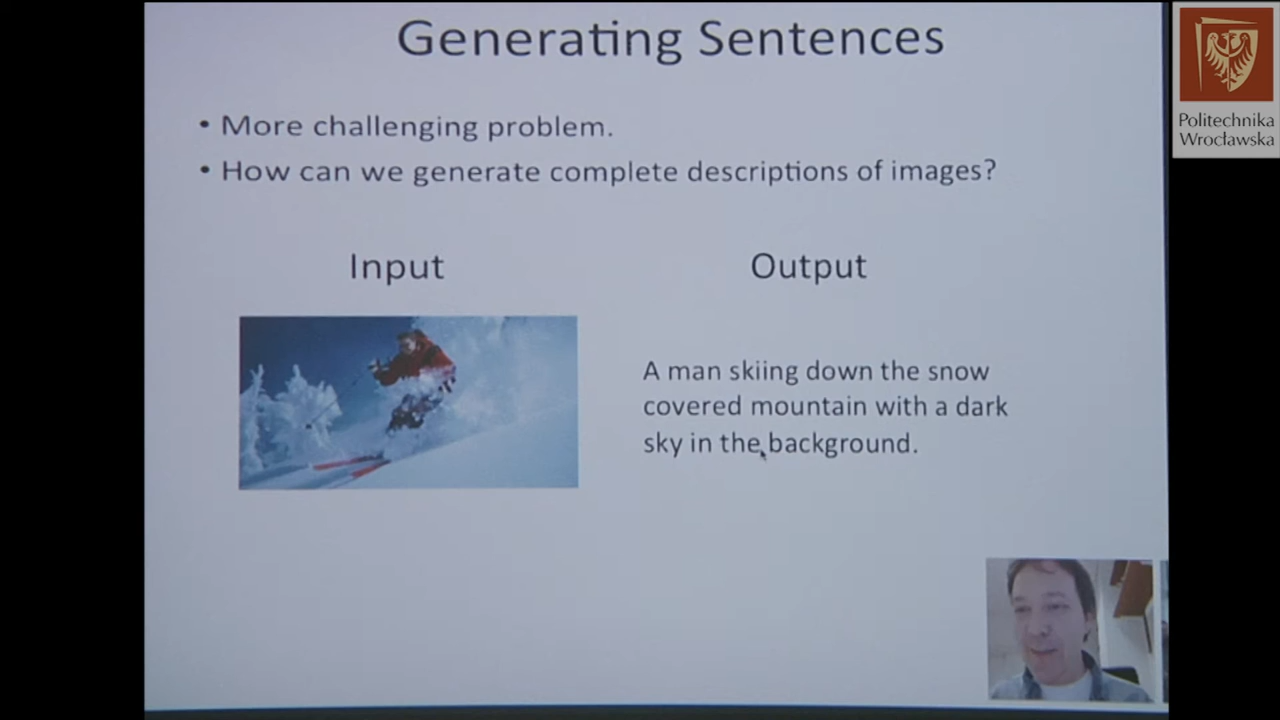 Generating Sentences
• More challenging problem.
• How can we generate complete descriptions of images?
Input
Output
A man skiing down the snow
covered mountain with a dark
sky in the background.
Politechnika
Wrocławska